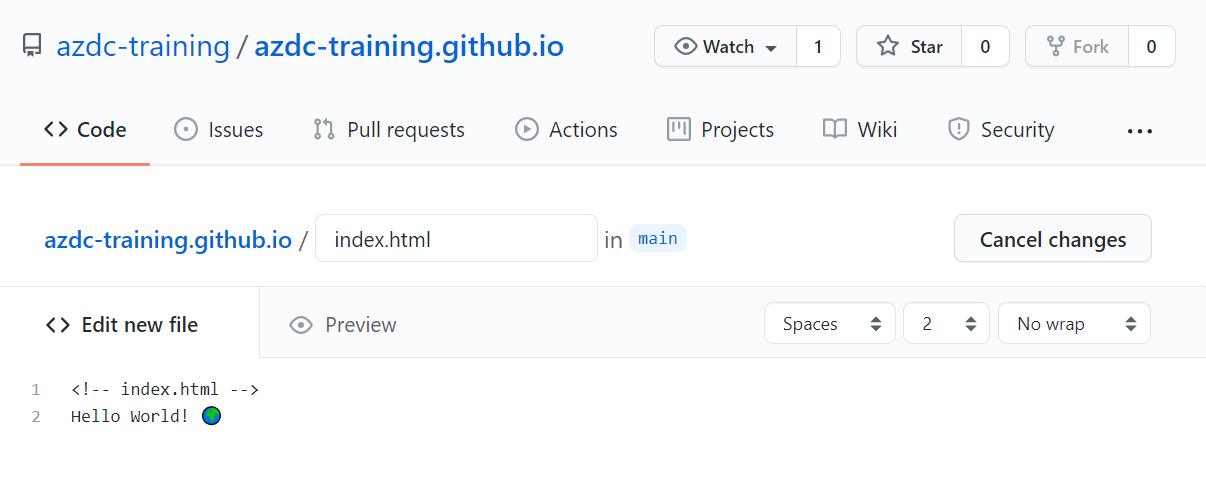 azdc-training / azdc-training.github.io
Watch 1 Star 0 Fork 0
Code Issues Pull requests Actions Projects Wiki Security ...
azdc-training.github.io / index.html in main Cancel changes
Edit new file Preview Spaces 2 No wrap
1 <!-- index.html -->
2 Hello World! 🌎